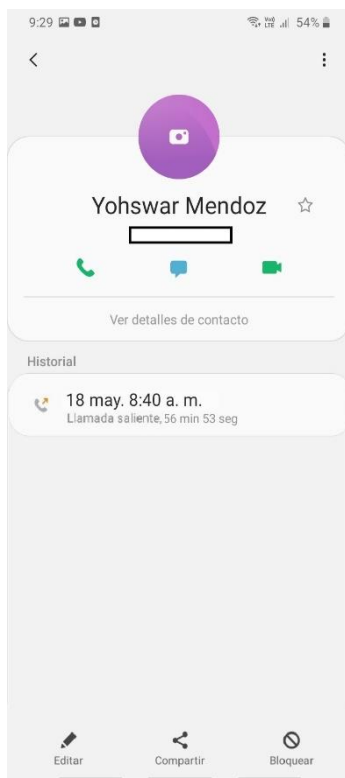 9:29 54%
Yohswar Mendoz
Ver detalles de contacto
Historial
18 may. 8:40 a. m.
Llamada saliente, 56 min 53 seg
Editar Compartir Bloquear